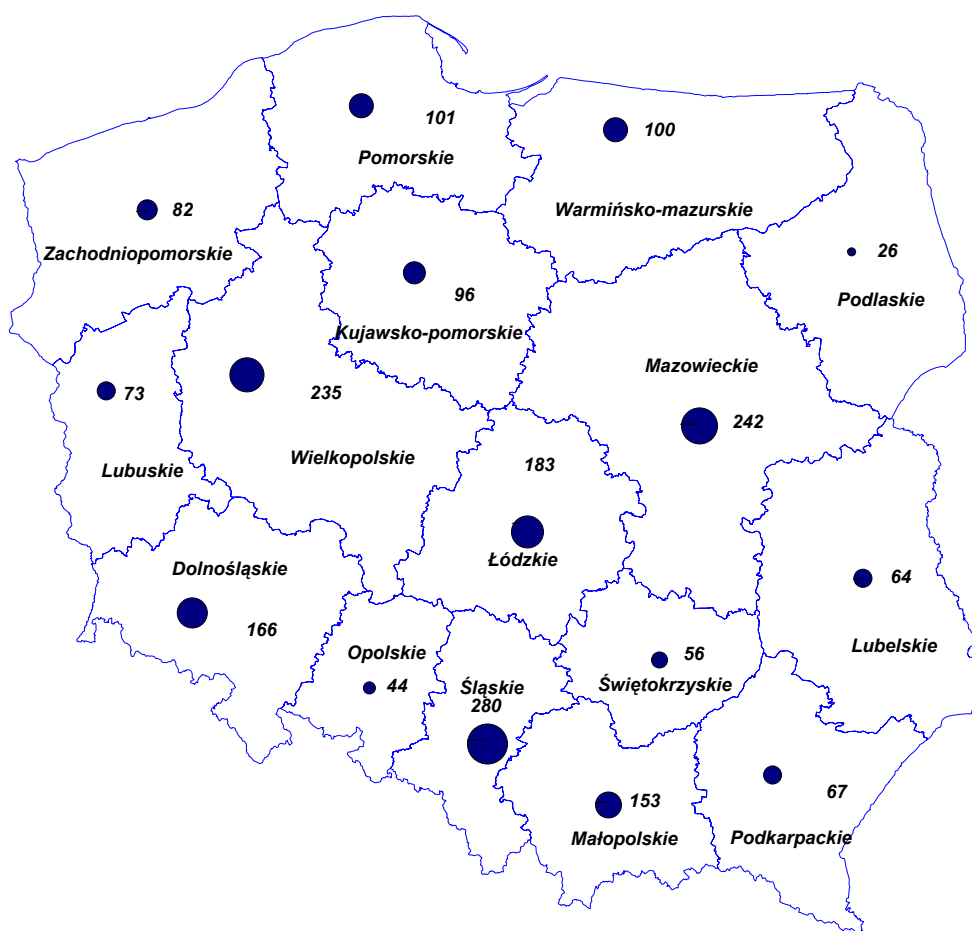 101
Pomorskie
100
Warmińsko-mazurskie
82
Zachodniopomorskie
26
Podlaskie
96
Kujawsko-pomorskie
Mazowieckie
242
73
Lubuskie
235
Wielkopolskie
183
Łódzkie
Dolnośląskie
166
64
Lubelskie
Opolskie
44
Śląskie
280
56
Świętokrzyskie
153
Małopolskie
67
Podkarpackie